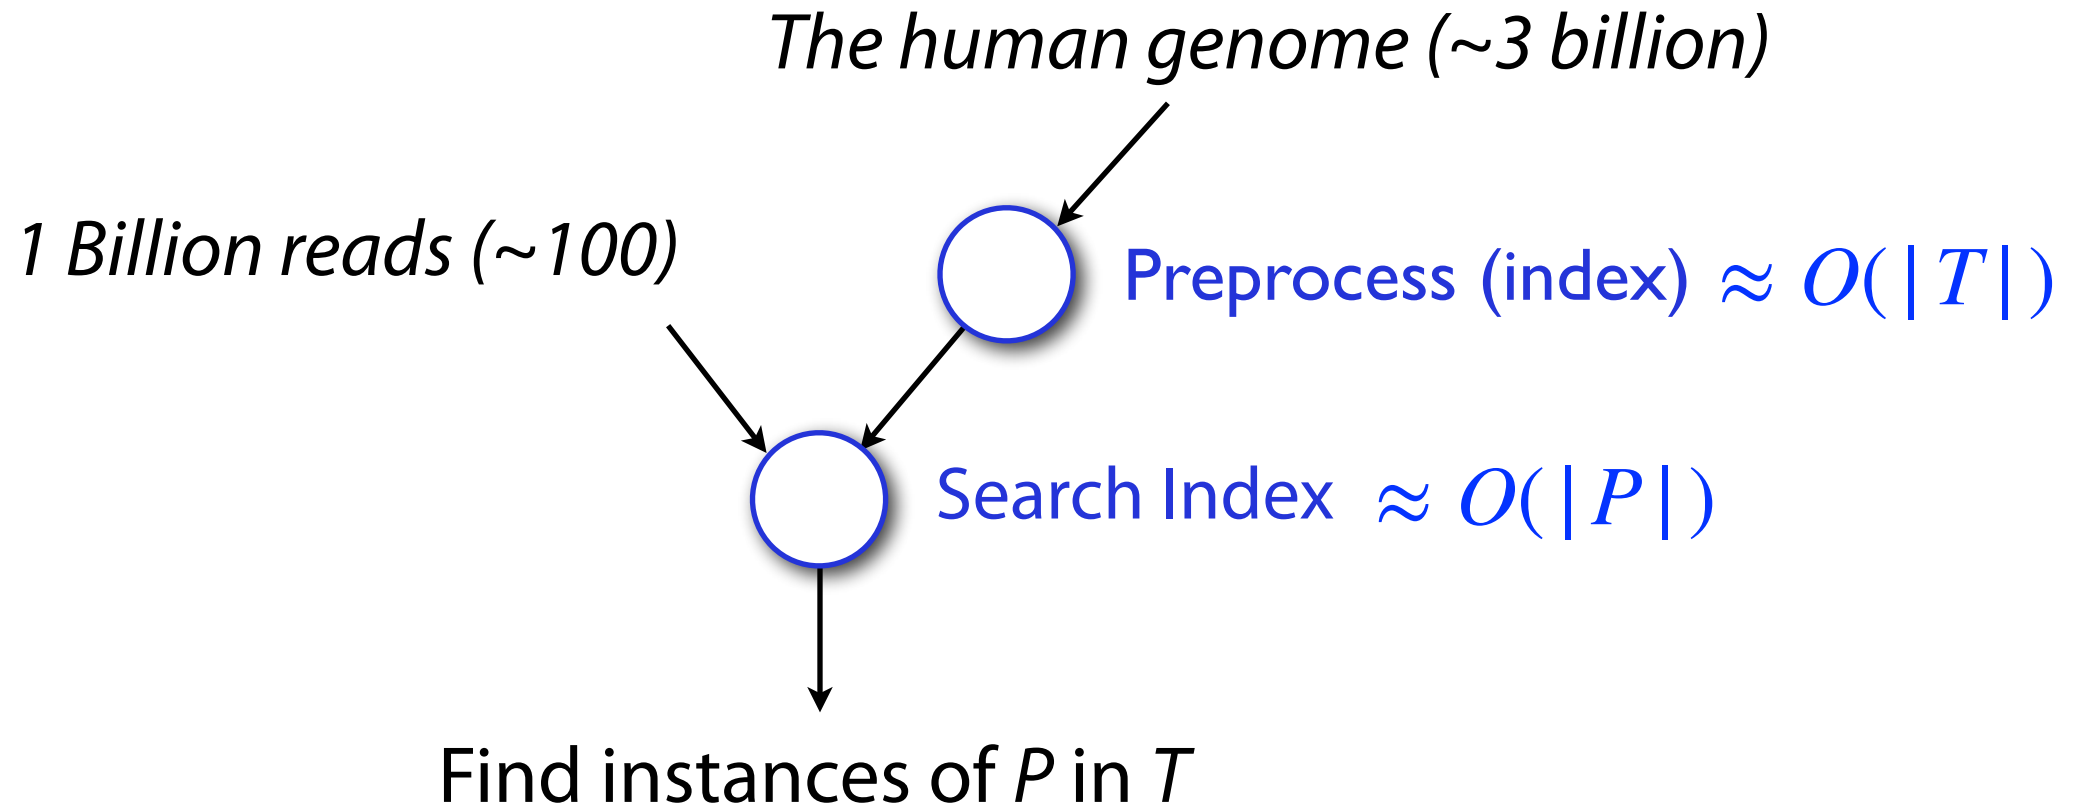 The human genome (~3 billion)
1 Billion reads (~100)
Preprocess (index) ≈ O(|T|)
Search Index ≈ O(|P|)
Find instances of P in T